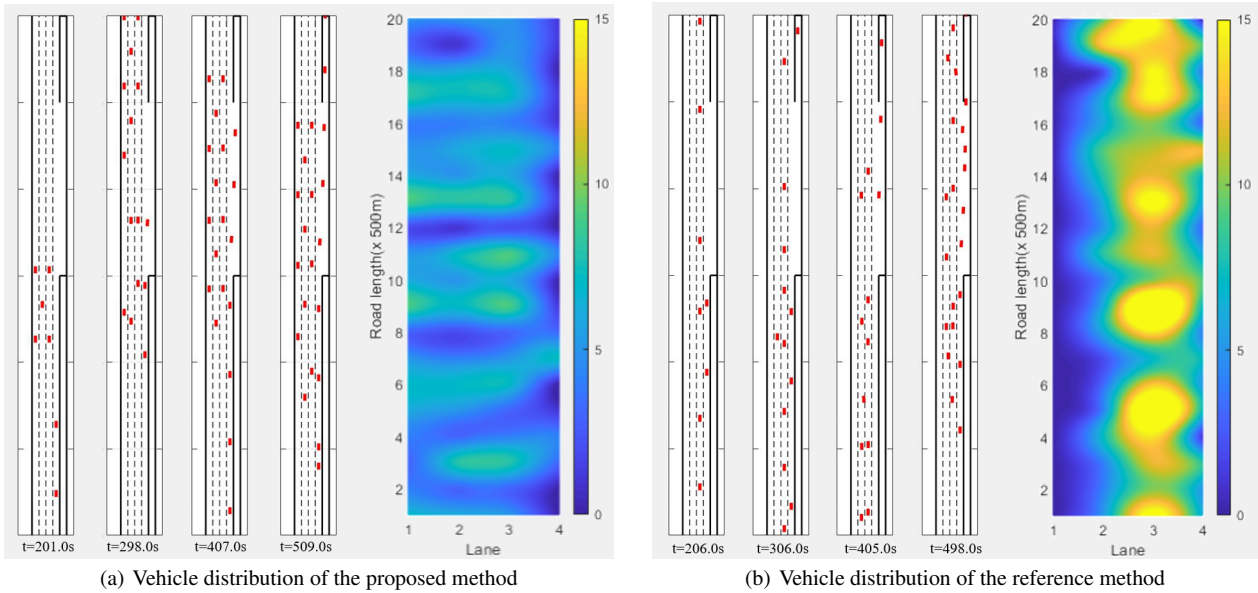 20
18
16
14
12
10
8
6
4
2
Road length(x 500m)
1
2
3
4
Lane
15
10
5
0
t=201.0s
t=298.0s
t=407.0s
t=509.0s
(a) Vehicle distribution of the proposed method
20
18
16
14
12
10
8
6
4
2
Road length(x 500m)
1
2
3
4
Lane
15
10
5
0
t=206.0s
t=306.0s
t=405.0s
t=498.0s
(b) Vehicle distribution of the reference method